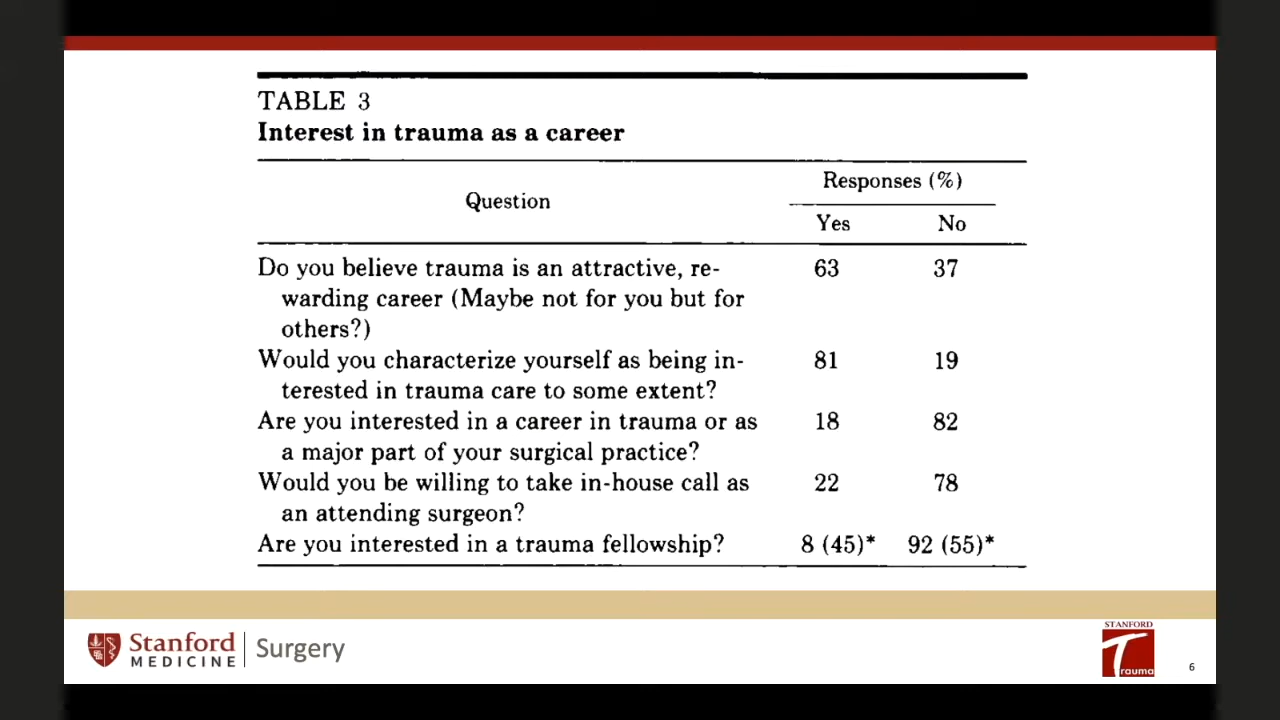 TABLE 3
Interest in trauma as a career
Question
Responses (%)
Yes No
Do you believe trauma is an attractive, re- 63 37
warding career (Maybe not for you but for
others?)
Would you characterize yourself as being in- 81 19
terested in trauma care to some extent?
Are you interested in a career in trauma or as 18 82
a major part of your surgical practice?
Would you be willing to take in-house call as 22 78
an attending surgeon?
Are you interested in a trauma fellowship? 8 (45)* 92 (55)*
Stanford
MEDICINE
Surgery
STANFORD
Trauma
6